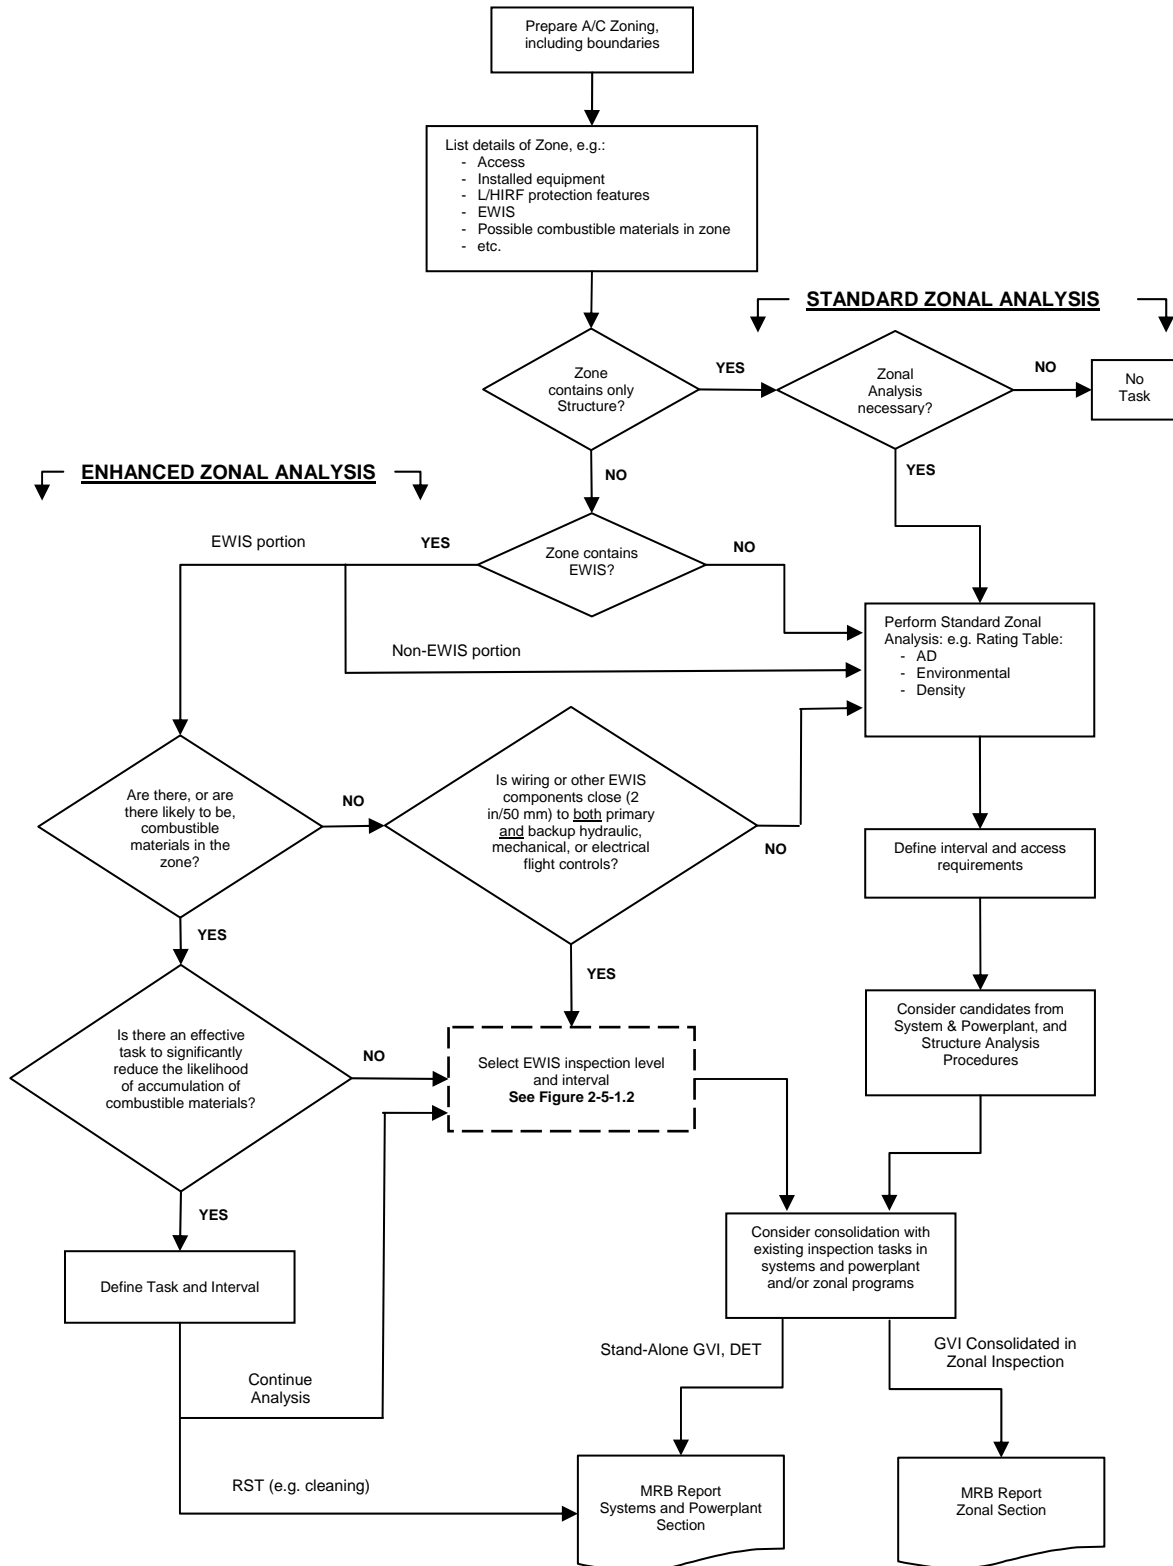 Prepare A/C Zoning,
including boundaries
List details of Zone, e.g.:
- Access
- Installed equipment
- L/HIRF protection features
- EWIS
- Possible combustible materials in zone
- etc.
STANDARD ZONAL ANALYSIS
Zone
contains only
Structure?
YES
Zonal
Analysis
necessary?
NO
No
Task
ENHANCED ZONAL ANALYSIS
NO
YES
EWIS portion
YES
Zone contains
EWIS?
NO
Non-EWIS portion
Perform Standard Zonal
Analysis: e.g. Rating Table:
- AD
- Environmental
- Density
Are there, or are
there likely to be,
combustible
materials in the
zone?
NO
Is wiring or other EWIS
components close (2
in/50 mm) to both primary
and backup hydraulic,
mechanical, or electrical
flight controls?
NO
Define interval and access
requirements
YES
YES
Is there an effective
task to significantly
reduce the likelihood
of accumulation of
combustible materials?
NO
Select EWIS inspection level
and interval
See Figure 2-5-1.2
Consider candidates from
System & Powerplant, and
Structure Analysis
Procedures
YES
Define Task and Interval
Consider consolidation with
existing inspection tasks in
systems and powerplant
and/or zonal programs
Stand-Alone GVI, DET
GVI Consolidated in
Zonal Inspection
Continue
Analysis
RST (e.g. cleaning)
MRB Report
Systems and Powerplant
Section
MRB Report
Zonal Section